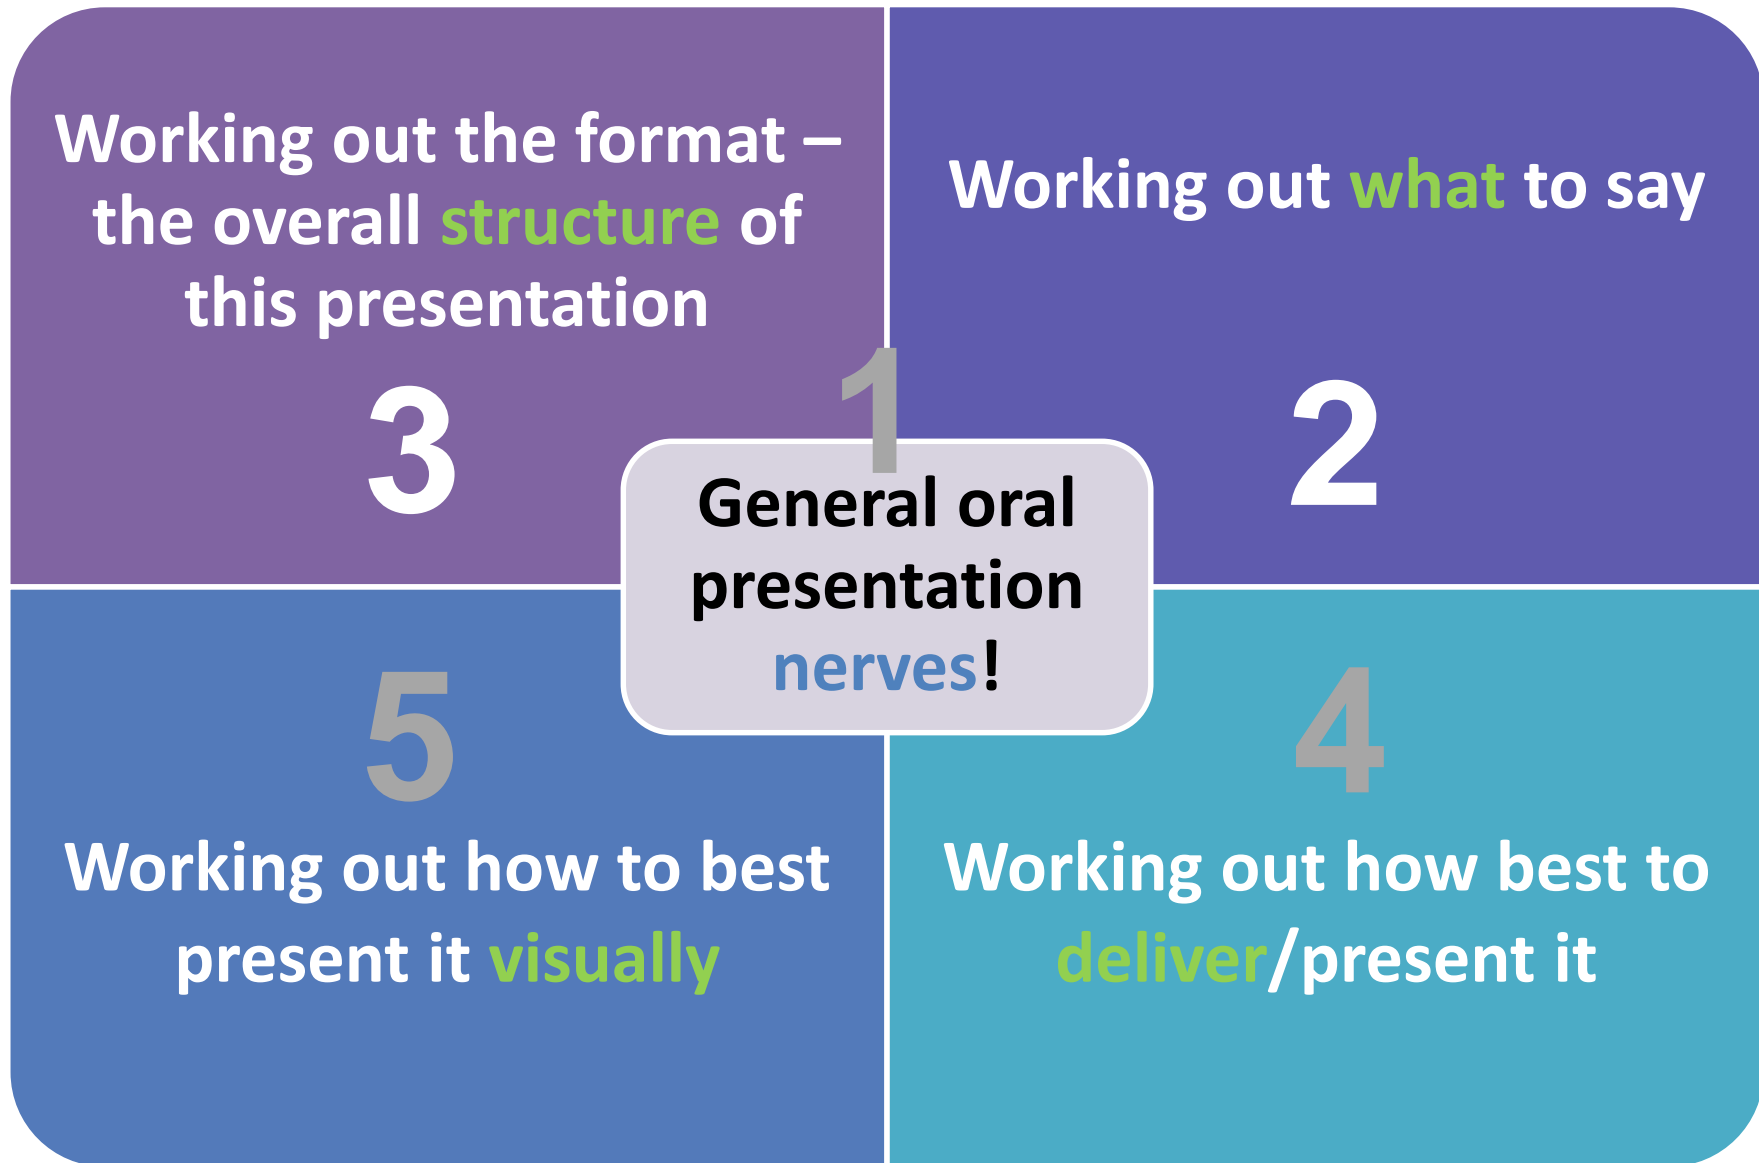 Working out the format –
the overall structure of
this presentation
3
Working out what to say
2
1
General oral
presentation
nerves!
5
Working out how to best
present it visually
4
Working out how best to
deliver/present it